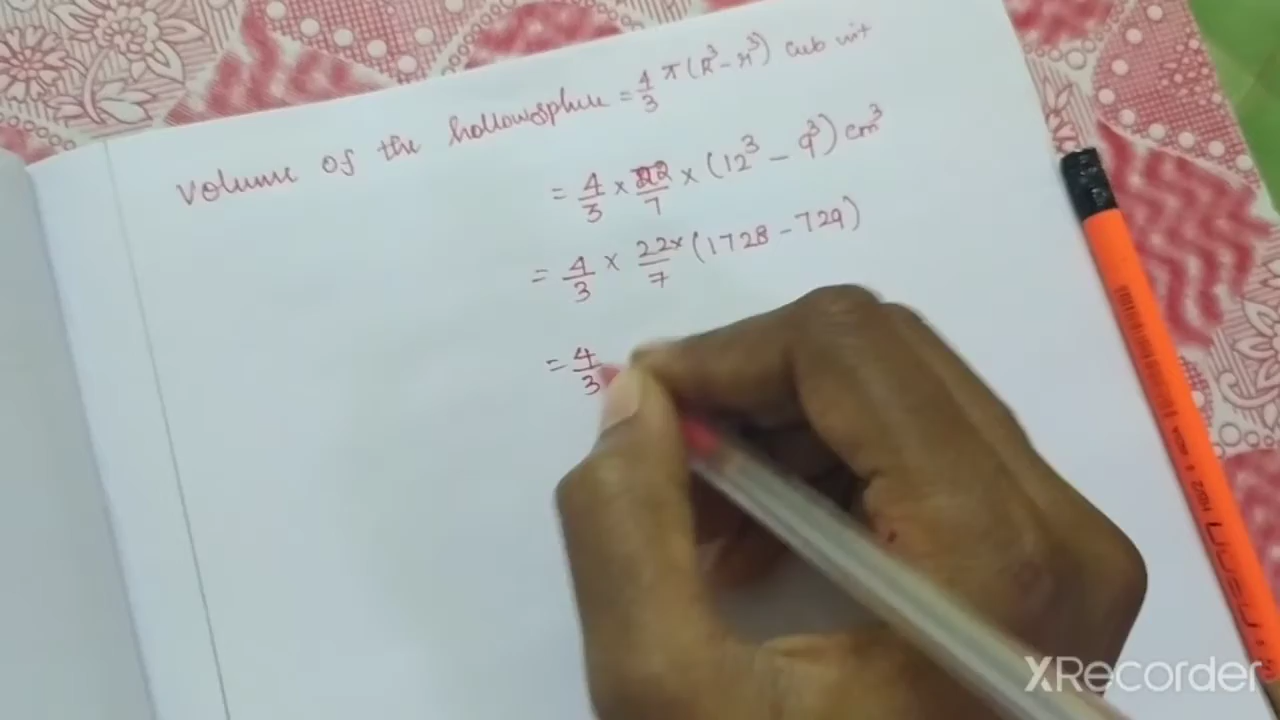 Volume of the hollowsphere = 4/3 π (R³ - r³) cub unit
= 4/3 × 22/7 × (12³ - 9³) cm³
= 4/3 × 22/7 × (1728 - 729)
= 4/3
XRecorder